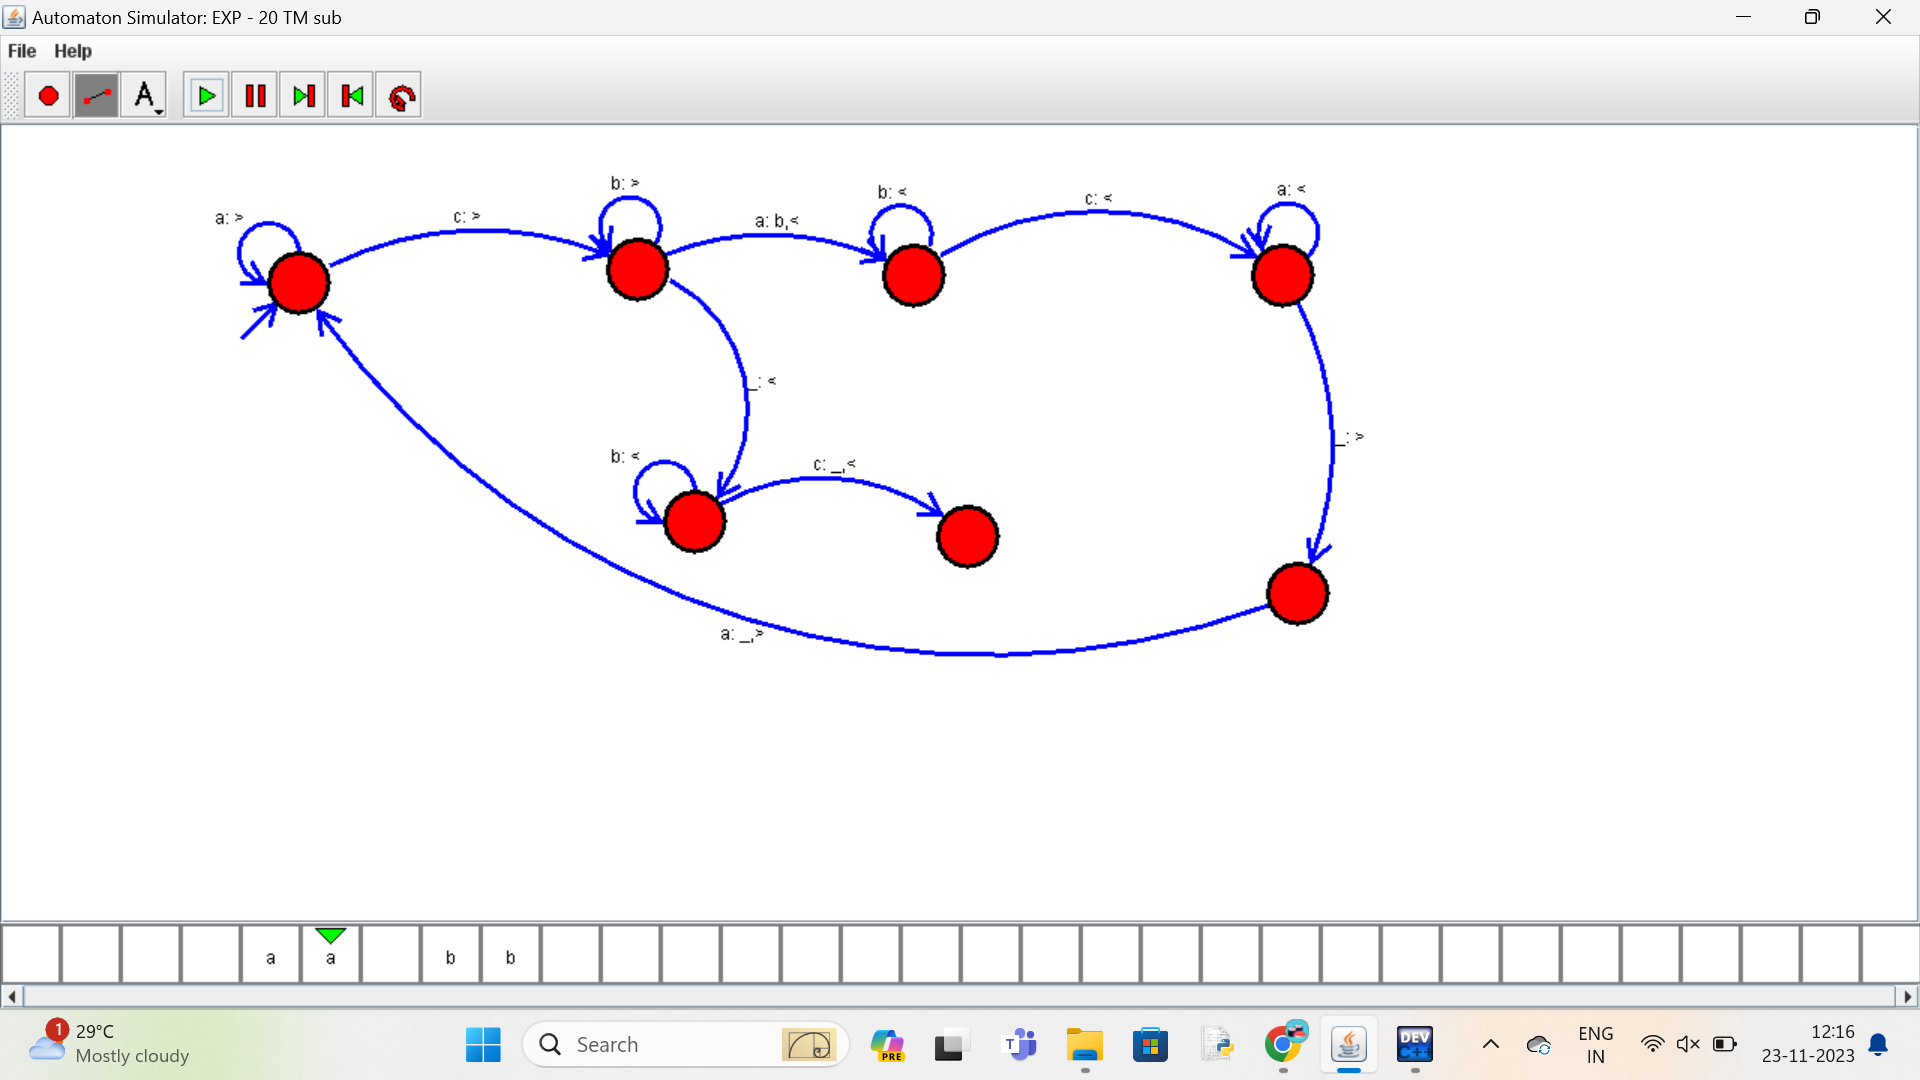 Automaton Simulator: EXP - 20 TM sub
File Help
A
b: >
b: <
a: <
a: >
c: >
a: b,<
c: <
_: <
_: >
b: <
c: _,<
a: _,>
a a b b
1
29°C
Mostly cloudy
Search
PRE
T
DEV
C++
ENG
IN
12:16
23-11-2023